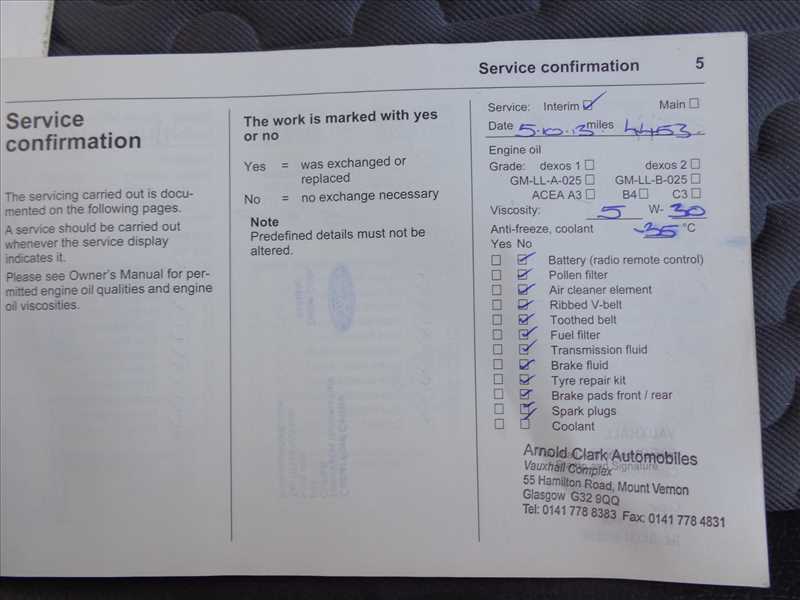 Service confirmation 5
Service
confirmation
The servicing carried out is docu-
mented on the following pages.
A service should be carried out
whenever the service display
indicates it.
Please see Owner's Manual for per-
mitted engine oil qualities and engine
oil viscosities.
The work is marked with yes
or no
Yes = was exchanged or
replaced
No = no exchange necessary
Note
Predefined details must not be
altered.
Service: Interim ☑ Main ☐
Date 5.10.13 miles 4453
Engine oil
Grade: dexos 1 ☐ dexos 2 ☐
GM-LL-A-025 ☐ GM-LL-B-025 ☐
ACEA A3 ☐ B4 ☐ C3 ☐
Viscosity: 5 W- 30
Anti-freeze, coolant -35 °C
Yes No
☐ ☑ Battery (radio remote control)
☐ ☑ Pollen filter
☐ ☑ Air cleaner element
☐ ☑ Ribbed V-belt
☐ ☑ Toothed belt
☐ ☑ Fuel filter
☐ ☑ Transmission fluid
☐ ☑ Brake fluid
☐ ☑ Tyre repair kit
☐ ☑ Brake pads front / rear
☐ ☑ Spark plugs
☐ ☐ Coolant
Arnold Clark Automobiles
Vauxhall Complex
and Signature
55 Hamilton Road, Mount Vernon
Glasgow G32 9QQ
Tel: 0141 778 8383 Fax: 0141 778 4831